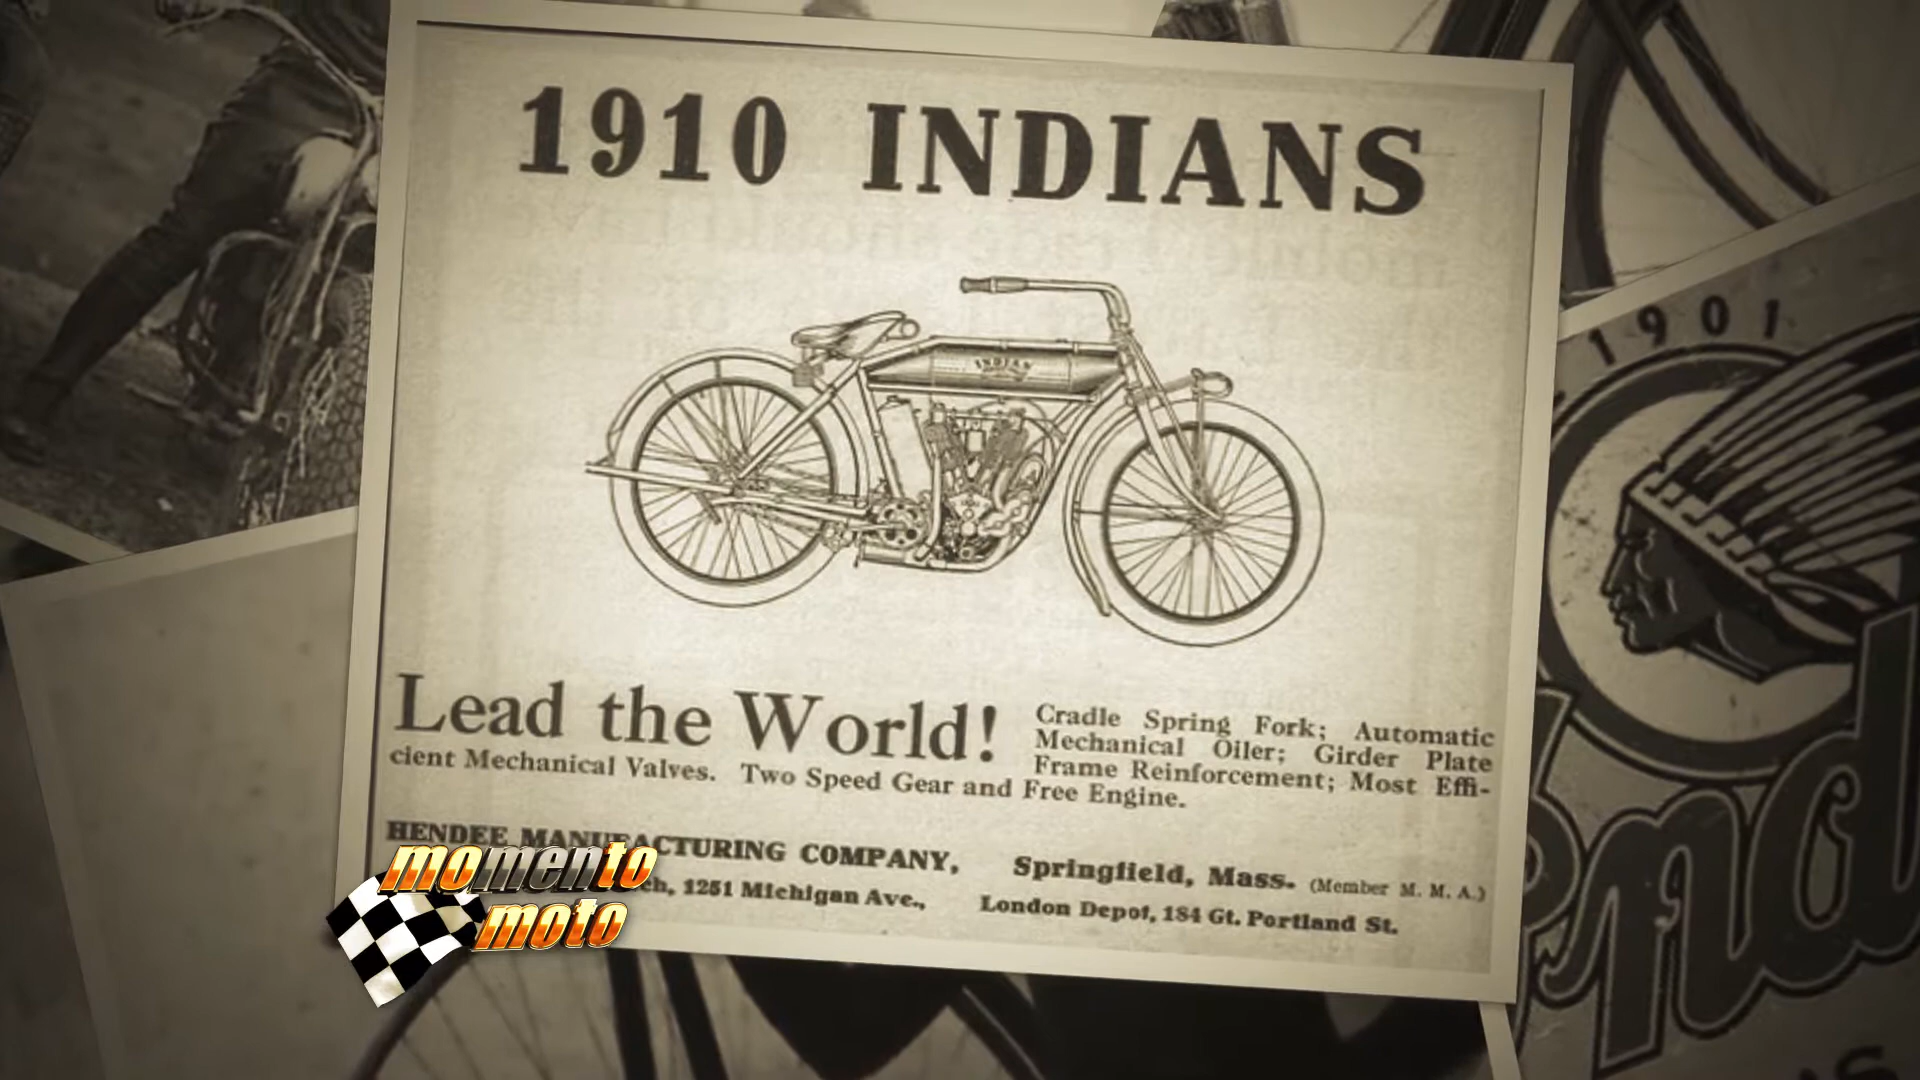 1910 INDIANS
INDIAN
Lead the World!
Cradle Spring Fork; Automatic
Mechanical Oiler; Girder Plate
Frame Reinforcement; Most Effi-
cient Mechanical Valves. Two Speed Gear and Free Engine.
HENDEE MANUFACTURING COMPANY, Springfield, Mass. (Member M. M. A.)
1251 Michigan Ave., London Depot, 184 Gt. Portland St.
momento
moto
1901